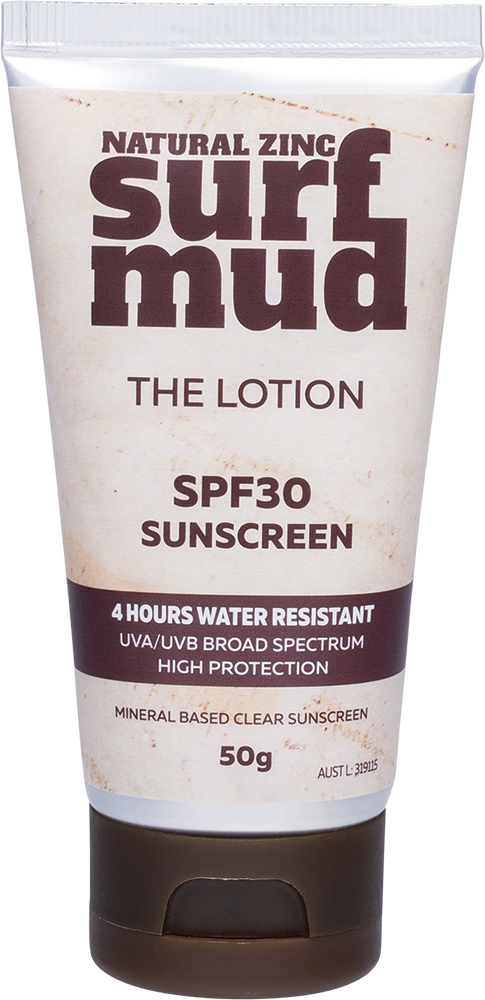 NATURAL ZINC
surf
mud
THE LOTION
SPF30
SUNSCREEN
4 HOURS WATER RESISTANT
UVA/UVB BROAD SPECTRUM
HIGH PROTECTION
MINERAL BASED CLEAR SUNSCREEN
50g
AUST L: 319115